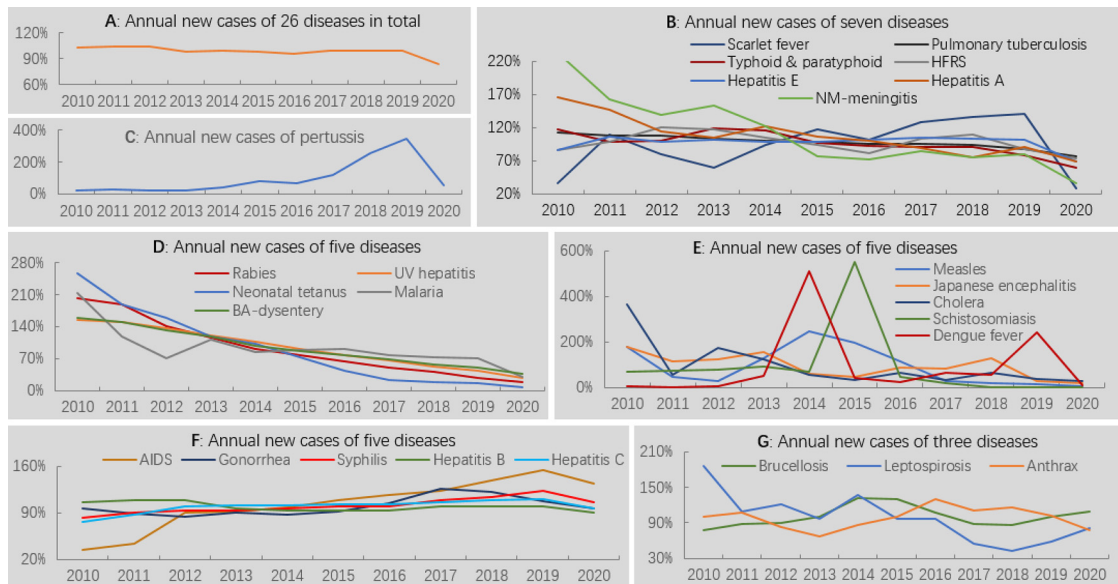 A: Annual new cases of 26 diseases in total
120%
90%
60%
2010 2011 2012 2013 2014 2015 2016 2017 2018 2019 2020
C: Annual new cases of pertussis
400%
200%
0%
2010 2011 2012 2013 2014 2015 2016 2017 2018 2019 2020
B: Annual new cases of seven diseases
Scarlet fever Pulmonary tuberculosis
Typhoid & paratyphoid HFRS
Hepatitis E Hepatitis A
NM-meningitis
220%
170%
120%
70%
20%
2010 2011 2012 2013 2014 2015 2016 2017 2018 2019 2020
D: Annual new cases of five diseases
Rabies UV hepatitis
Neonatal tetanus Malaria
BA-dysentery
280%
210%
140%
70%
0%
2010 2011 2012 2013 2014 2015 2016 2017 2018 2019 2020
E: Annual new cases of five diseases
Measles
Japanese encephalitis
Cholera
Schistosomiasis
Dengue fever
600%
400%
200%
0%
2010 2011 2012 2013 2014 2015 2016 2017 2018 2019 2020
F: Annual new cases of five diseases
AIDS Gonorrhea Syphilis Hepatitis B Hepatitis C
160%
90%
20%
2010 2011 2012 2013 2014 2015 2016 2017 2018 2019 2020
G: Annual new cases of three diseases
Brucellosis Leptospirosis Anthrax
210%
150%
90%
30%
2010 2011 2012 2013 2014 2015 2016 2017 2018 2019 2020